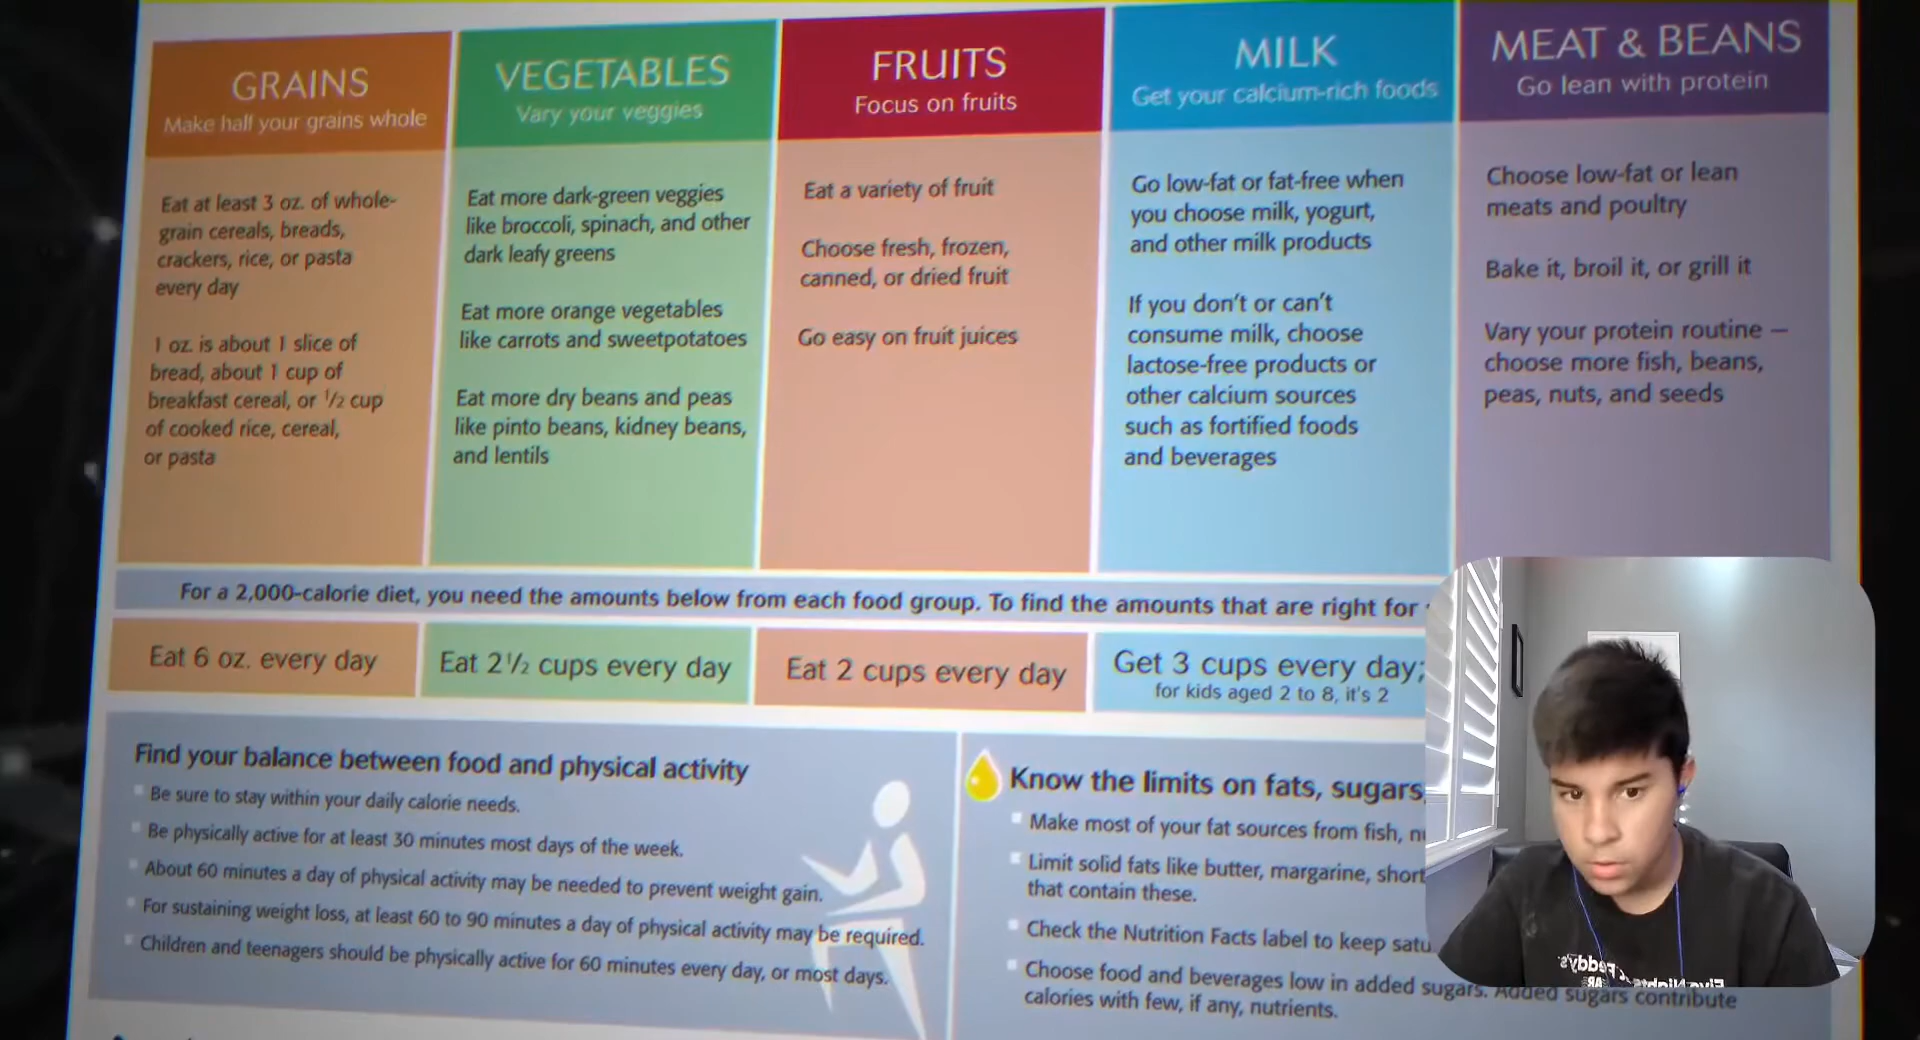 GRAINS
Make half your grains whole
Eat at least 3 oz. of whole-
grain cereals, breads,
crackers, rice, or pasta
every day
1 oz. is about 1 slice of
bread, about 1 cup of
breakfast cereal, or 1/2 cup
of cooked rice, cereal,
or pasta
VEGETABLES
Vary your veggies
Eat more dark-green veggies
like broccoli, spinach, and other
dark leafy greens
Eat more orange vegetables
like carrots and sweetpotatoes
Eat more dry beans and peas
like pinto beans, kidney beans,
and lentils
FRUITS
Focus on fruits
Eat a variety of fruit
Choose fresh, frozen,
canned, or dried fruit
Go easy on fruit juices
MILK
Get your calcium-rich foods
Go low-fat or fat-free when
you choose milk, yogurt,
and other milk products
If you don't or can't
consume milk, choose
lactose-free products or
other calcium sources
such as fortified foods
and beverages
MEAT & BEANS
Go lean with protein
Choose low-fat or lean
meats and poultry
Bake it, broil it, or grill it
Vary your protein routine —
choose more fish, beans,
peas, nuts, and seeds
For a 2,000-calorie diet, you need the amounts below from each food group. To find the amounts that are right for
Eat 6 oz. every day
Eat 2 1/2 cups every day
Eat 2 cups every day
Get 3 cups every day;
for kids aged 2 to 8, it's 2
Find your balance between food and physical activity
Be sure to stay within your daily calorie needs.
Be physically active for at least 30 minutes most days of the week.
About 60 minutes a day of physical activity may be needed to prevent weight gain.
For sustaining weight loss, at least 60 to 90 minutes a day of physical activity may be required.
Children and teenagers should be physically active for 60 minutes every day, or most days.
Know the limits on fats, sugars,
Make most of your fat sources from fish,
Limit solid fats like butter, margarine,
that contain these.
Check the Nutrition Facts label to keep
Choose food and beverages low in added sugars. Added sugars contribute
calories with few, if any, nutrients.